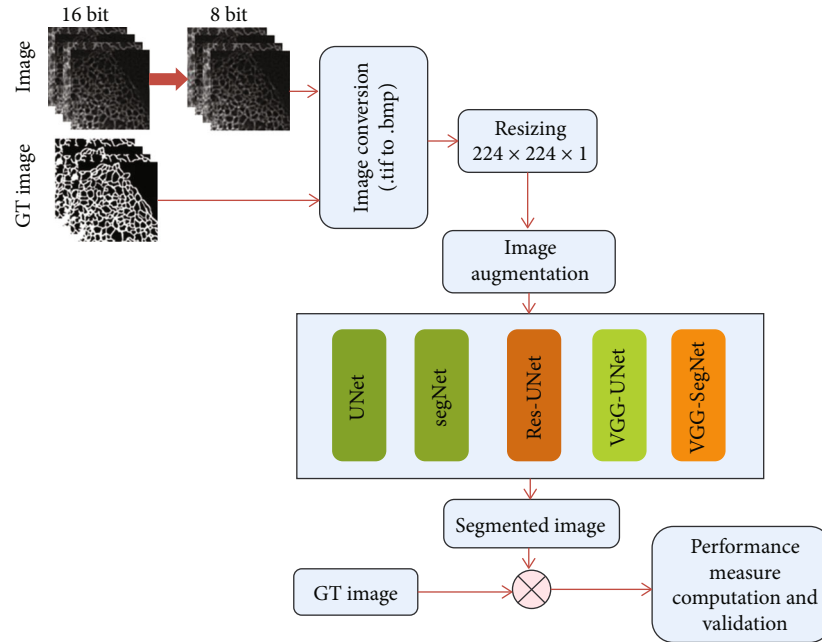 16 bit
8 bit
Image
GT image
Image conversion
(.tif to .bmp)
Resizing
224 × 224 × 1
Image
augmentation
UNet
segNet
Res-UNet
VGG-UNet
VGG-SegNet
Segmented image
GT image
Performance
measure
computation and
validation